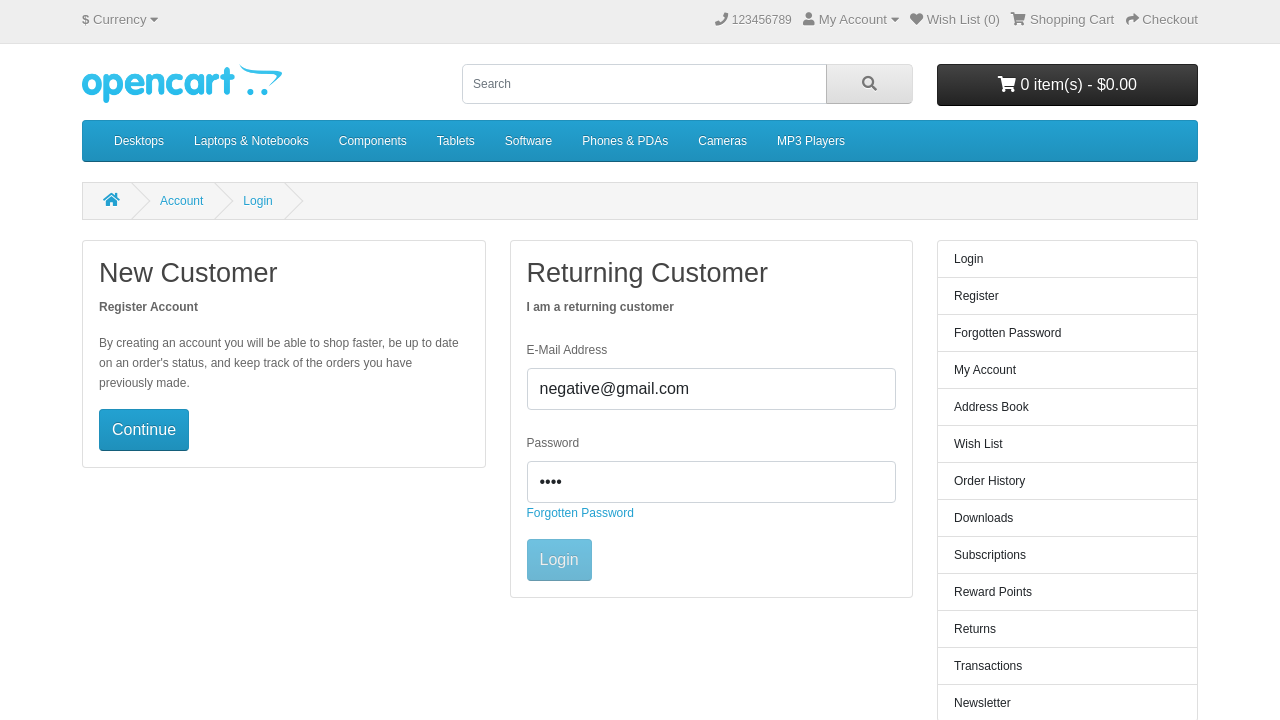 $ Currency
123456789 My Account Wish List (0) Shopping Cart Checkout
opencart
Search
0 item(s) - $0.00
Desktops Laptops & Notebooks Components Tablets Software Phones & PDAs Cameras MP3 Players
Account Login
New Customer
Register Account
By creating an account you will be able to shop faster, be up to date
on an order's status, and keep track of the orders you have
previously made.
Continue
Returning Customer
I am a returning customer
E-Mail Address
negative@gmail.com
Password
••••
Forgotten Password
Login
Login
Register
Forgotten Password
My Account
Address Book
Wish List
Order History
Downloads
Subscriptions
Reward Points
Returns
Transactions
Newsletter